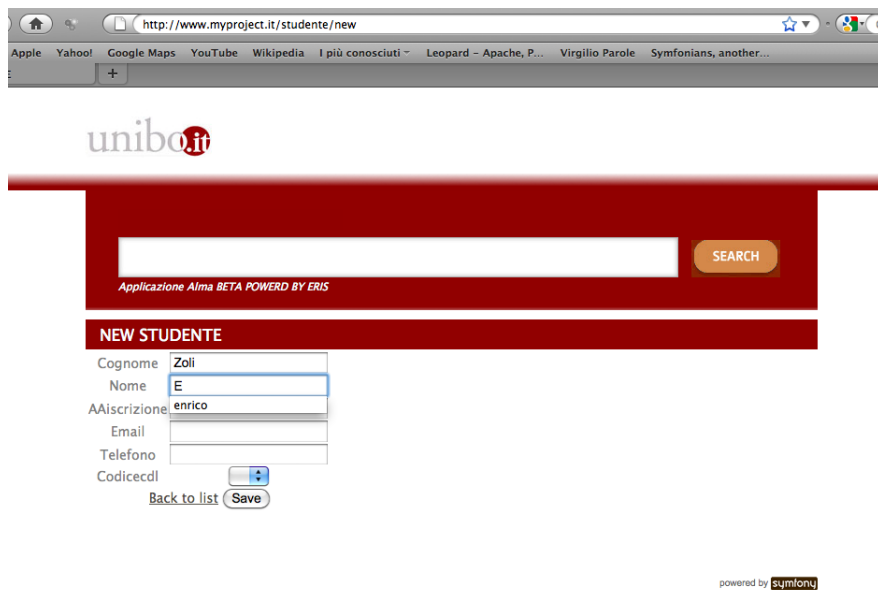 http://www.myproject.it/studente/new
Apple Yahoo! Google Maps YouTube Wikipedia I più conosciuti Leopard – Apache, P... Virgilio Parole Symfonians, another...
+
unibo.it
SEARCH
Applicazione Alma BETA POWERD BY ERIS
NEW STUDENTE
Cognome Zoli
Nome E
AAiscrizione enrico
Email
Telefono
Codicecdl
Back to list Save
powered by symfony